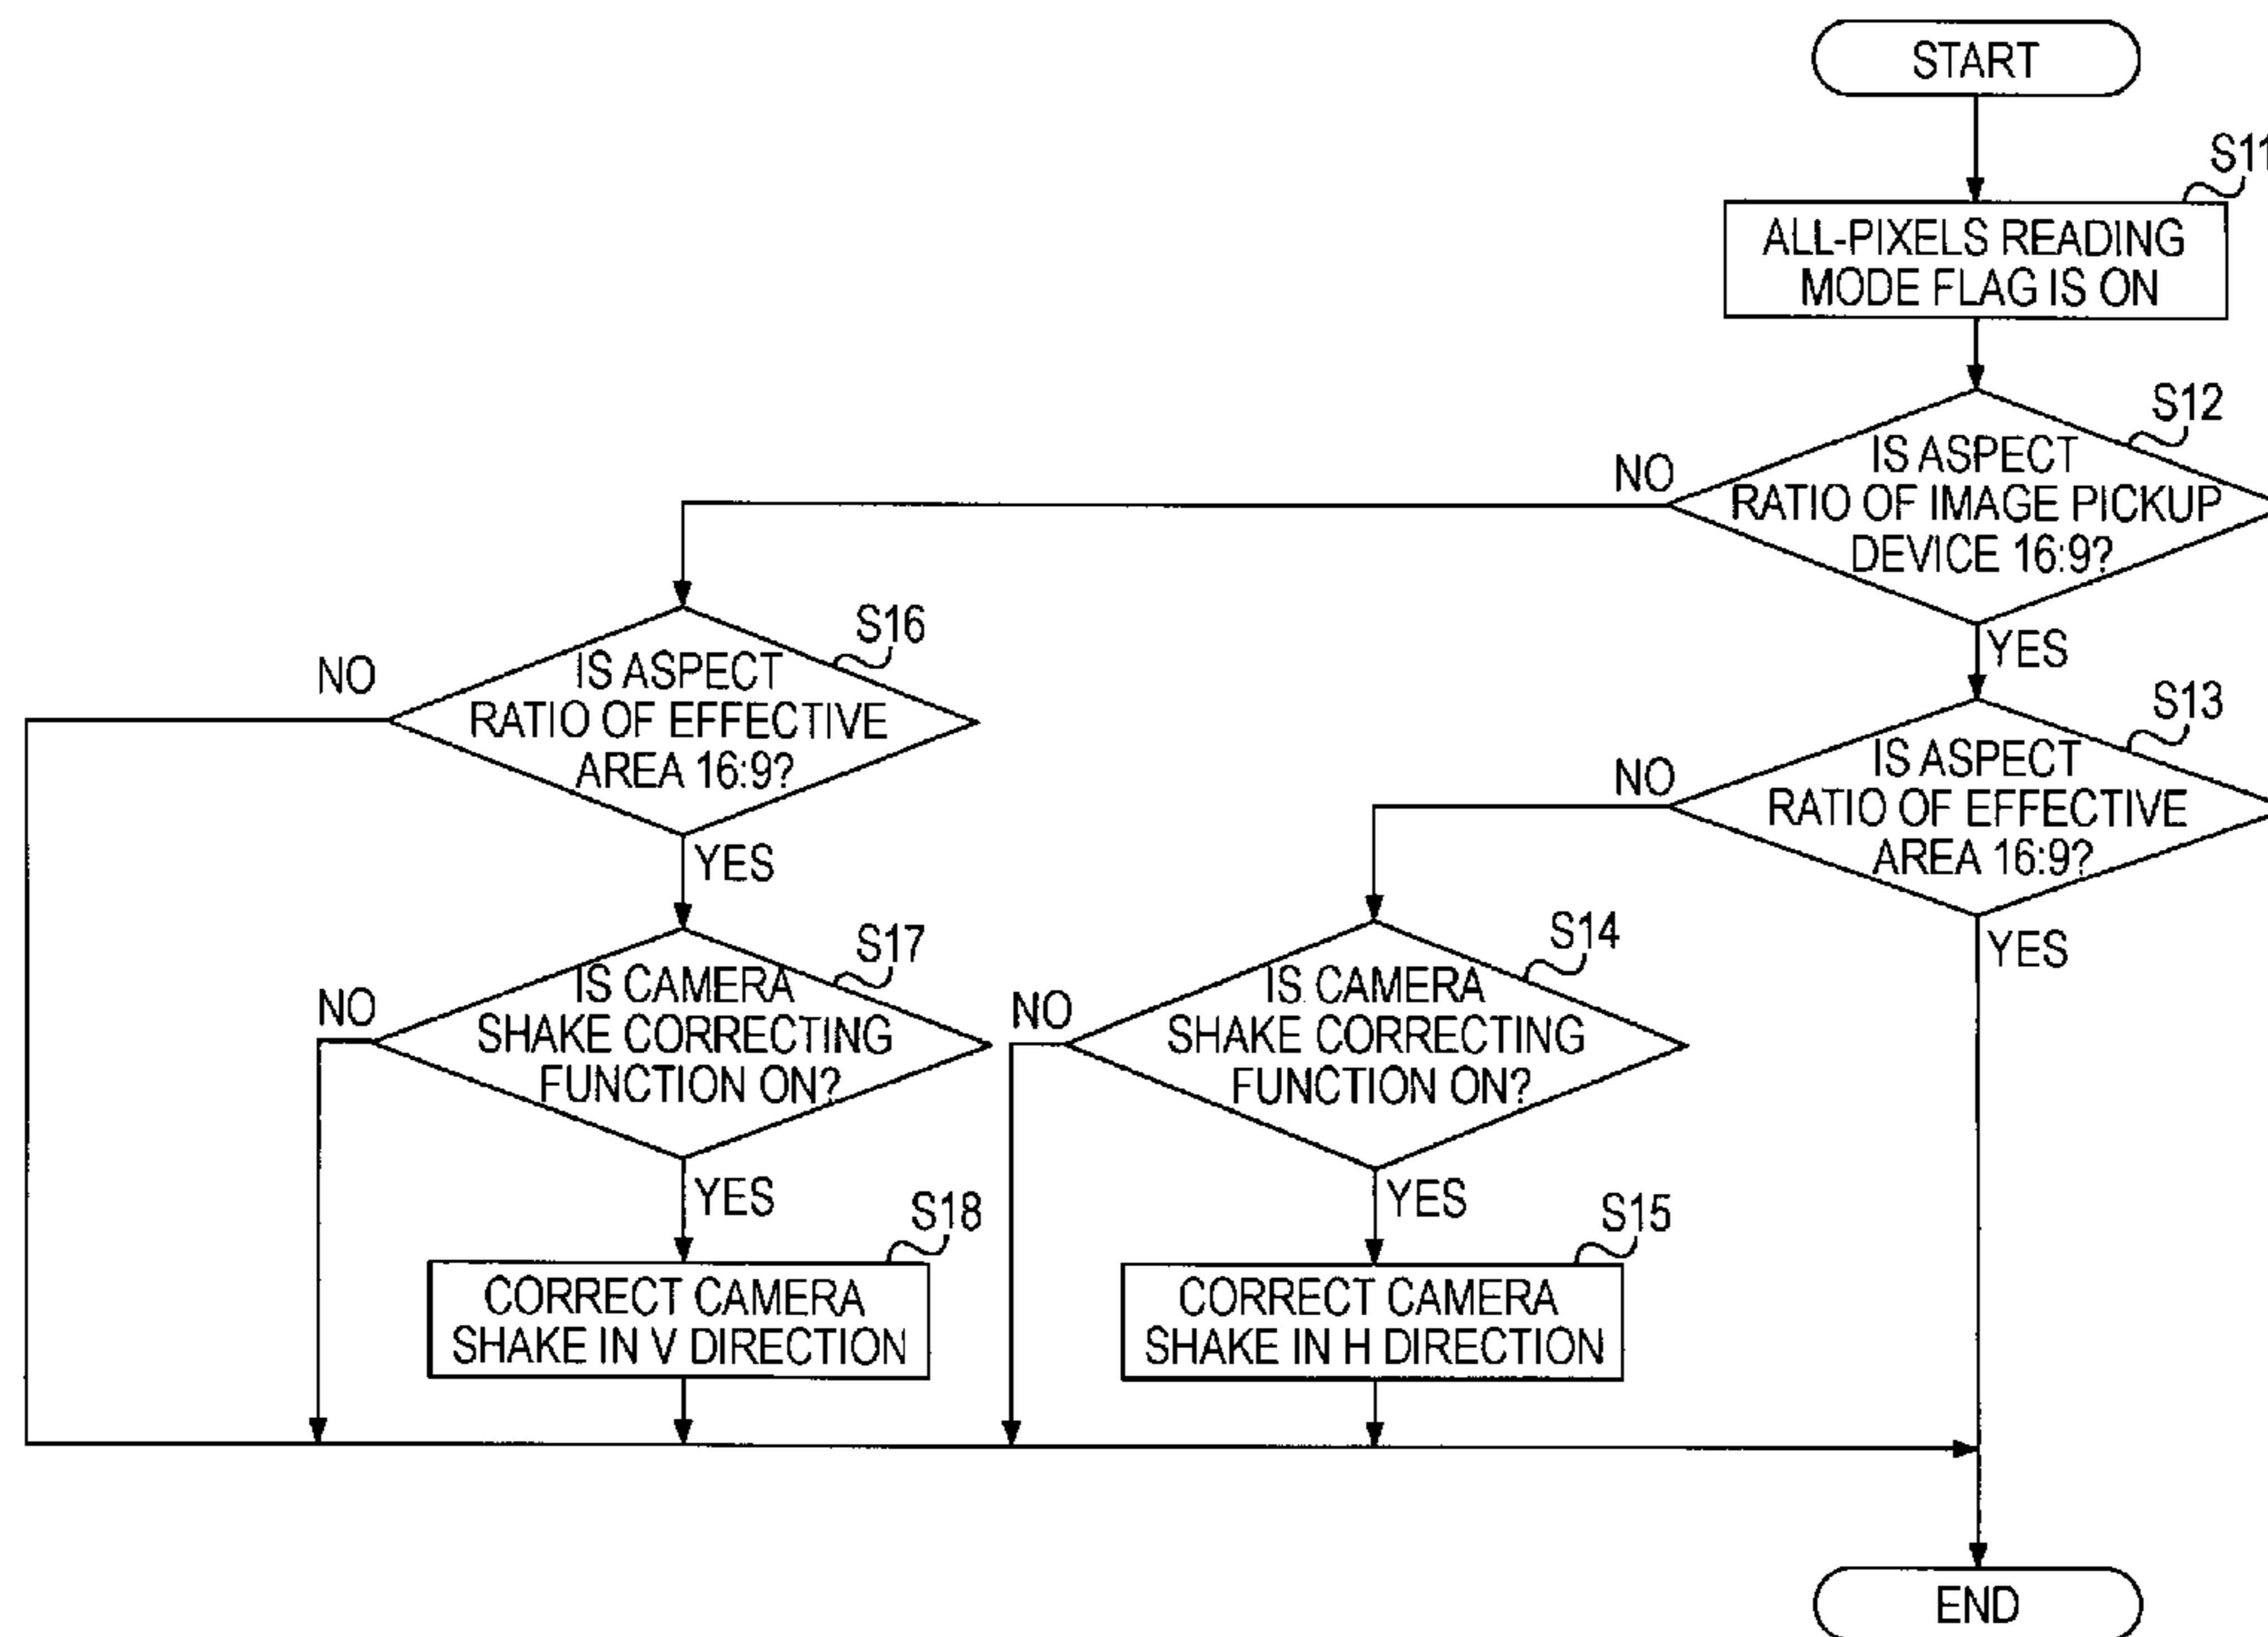 START
S11
ALL-PIXELS READING
MODE FLAG IS ON
S12
IS ASPECT
RATIO OF IMAGE PICKUP
DEVICE 16:9?
NO
YES
S16
IS ASPECT
RATIO OF EFFECTIVE
AREA 16:9?
NO
YES
S13
IS ASPECT
RATIO OF EFFECTIVE
AREA 16:9?
NO
YES
S17
IS CAMERA
SHAKE CORRECTING
FUNCTION ON?
NO
YES
S14
IS CAMERA
SHAKE CORRECTING
FUNCTION ON?
NO
YES
S18
CORRECT CAMERA
SHAKE IN V DIRECTION
S15
CORRECT CAMERA
SHAKE IN H DIRECTION
END